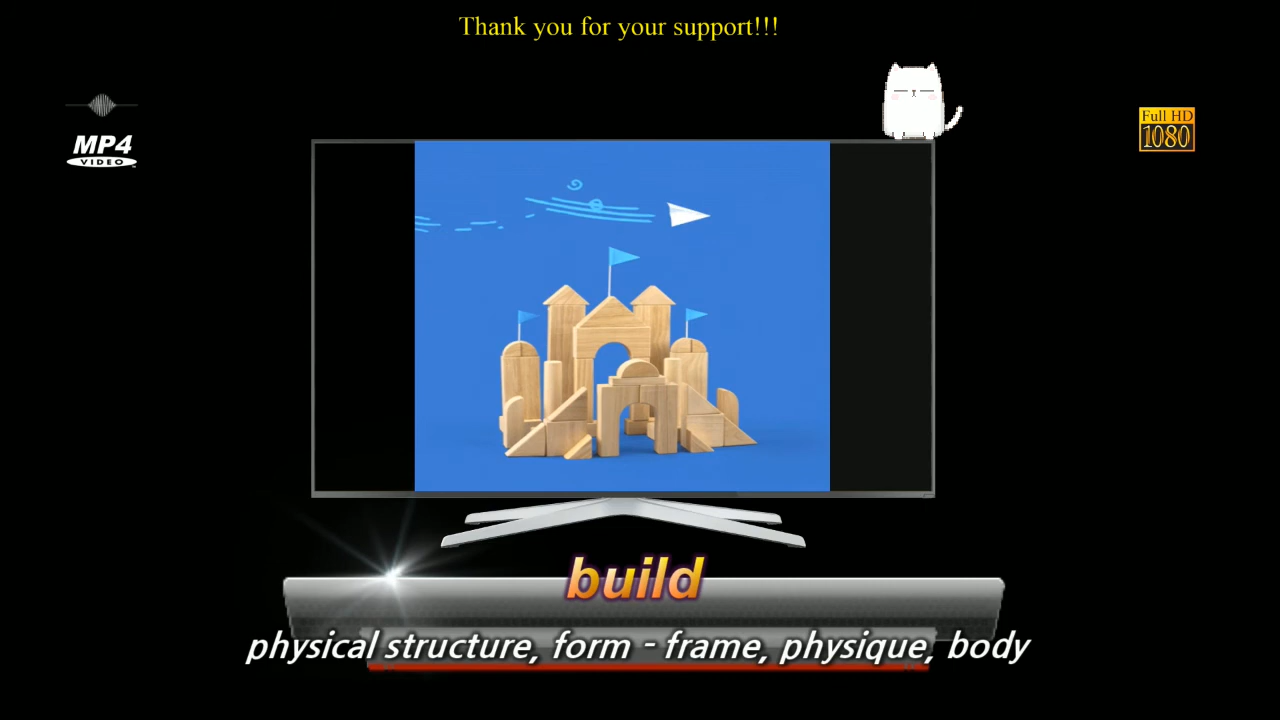 Thank you for your support!!!
MP4
VIDEO
Full HD
1080
build
physical structure, form - frame, physique, body